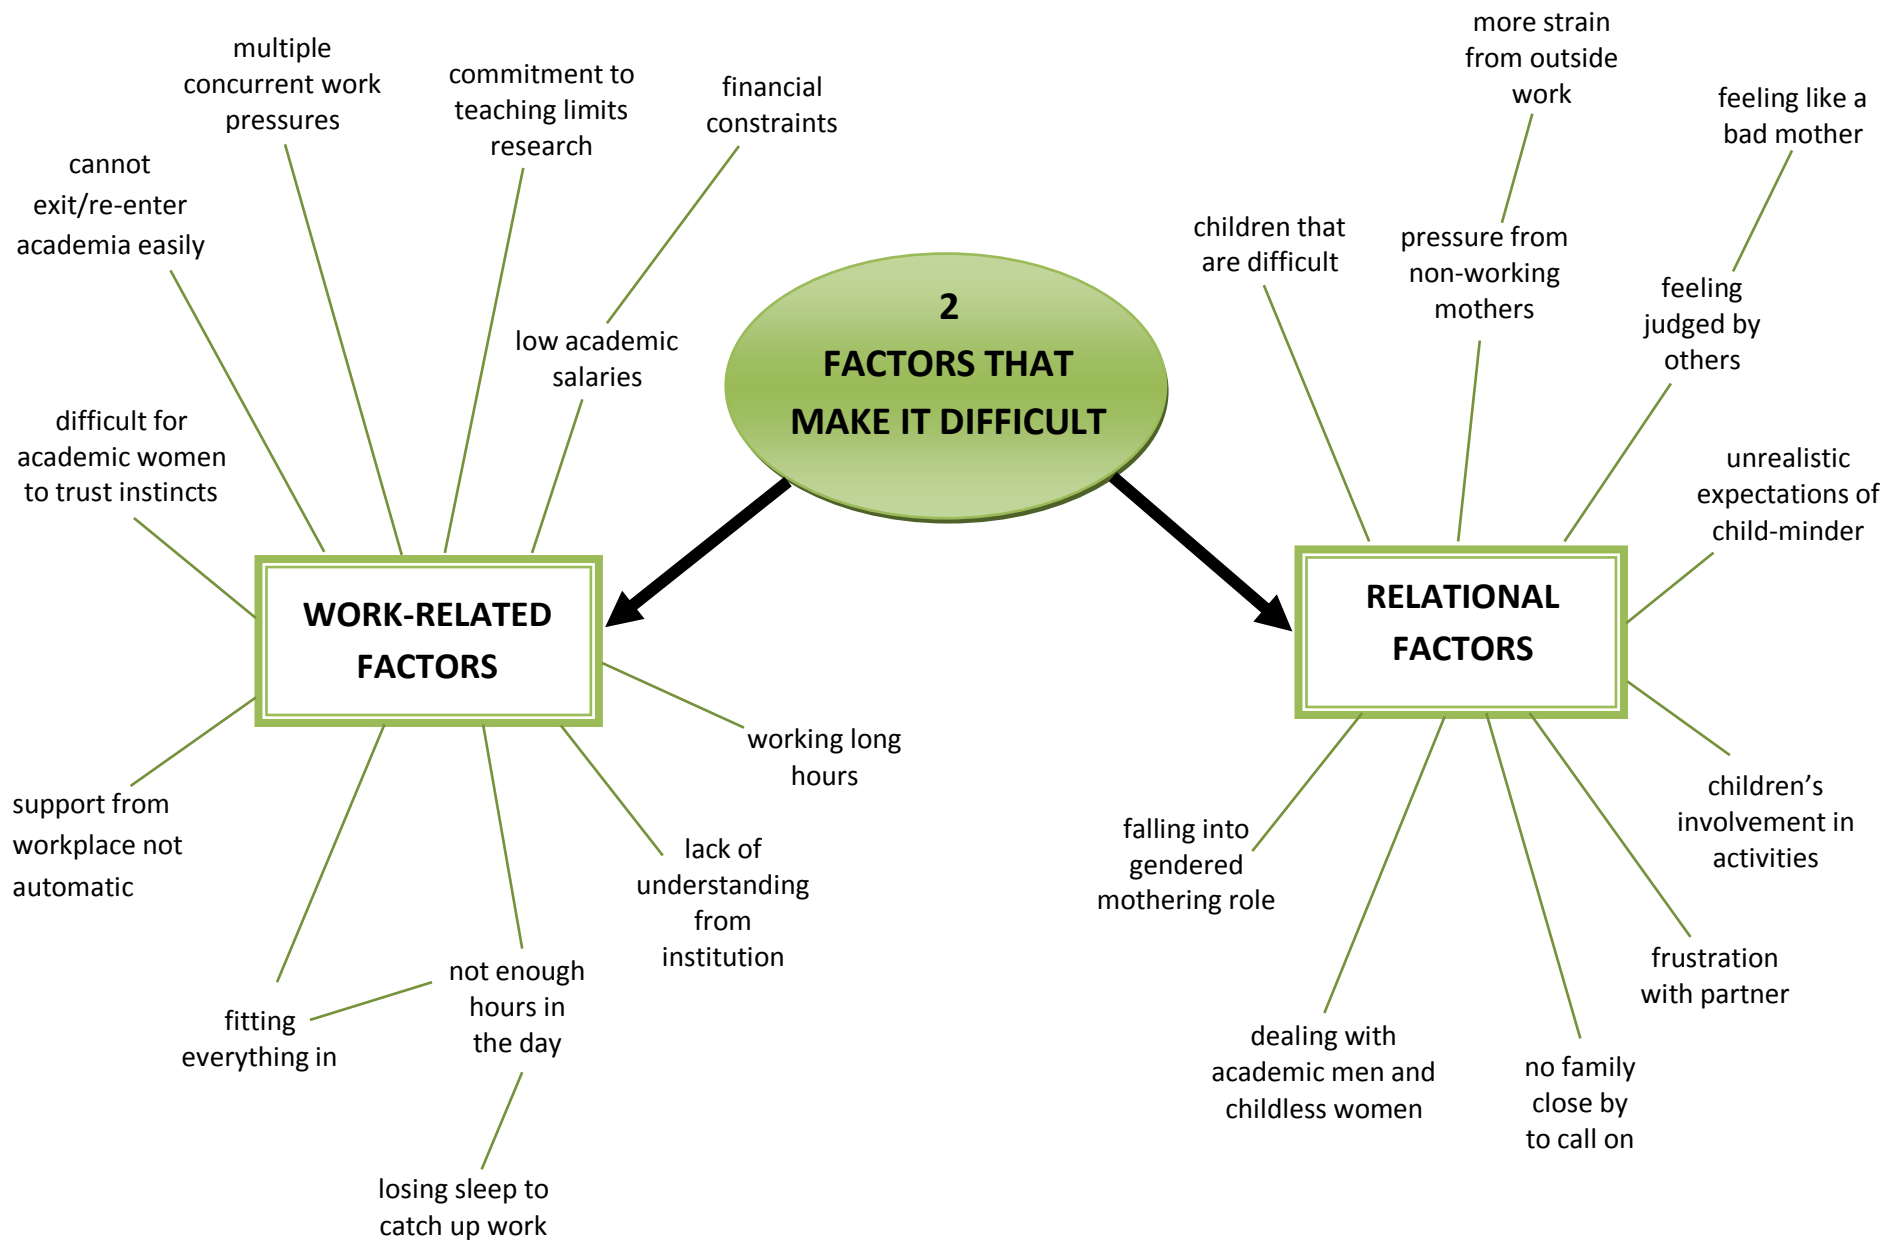 multiple
concurrent work
pressures
commitment to
teaching limits
research
financial
constraints
cannot
exit/re-enter
academia easily
low academic
salaries
difficult for
academic women
to trust instincts
2
FACTORS THAT
MAKE IT DIFFICULT
more strain
from outside
work
feeling like a
bad mother
children that
are difficult
pressure from
non-working
mothers
feeling
judged by
others
unrealistic
expectations of
child-minder
WORK-RELATED
FACTORS
RELATIONAL
FACTORS
support from
workplace not
automatic
working long
hours
lack of
understanding
from
institution
fitting
everything in
not enough
hours in
the day
losing sleep to
catch up work
falling into
gendered
mothering role
children’s
involvement in
activities
frustration
with partner
dealing with
academic men and
childless women
no family
close by
to call on